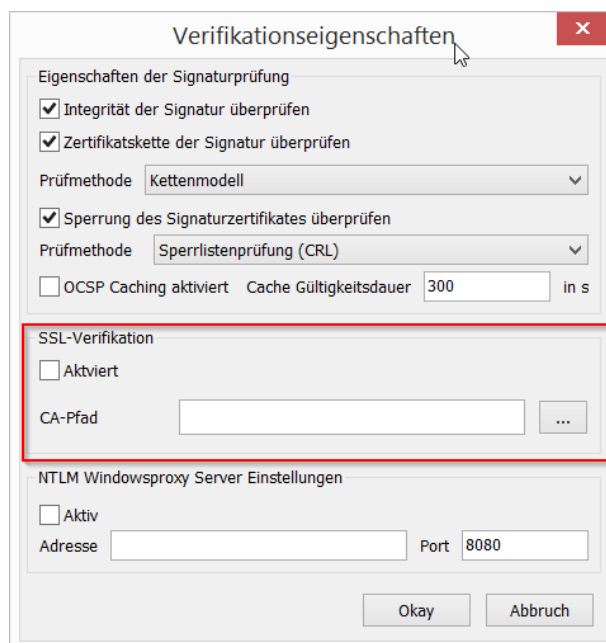 Verifikationseigenschaften
Eigenschaften der Signaturprüfung
Integrität der Signatur überprüfen
Zertifikatskette der Signatur überprüfen
Prüfmethode Kettenmodell
Sperrung des Signaturzertifikates überprüfen
Prüfmethode Sperrlistenprüfung (CRL)
OCSP Caching aktiviert Cache Gültigkeitsdauer 300 in s
SSL-Verifikation
Aktviert
CA-Pfad ...
NTLM Windowsproxy Server Einstellungen
Aktiv
Adresse Port 8080
Okay Abbruch